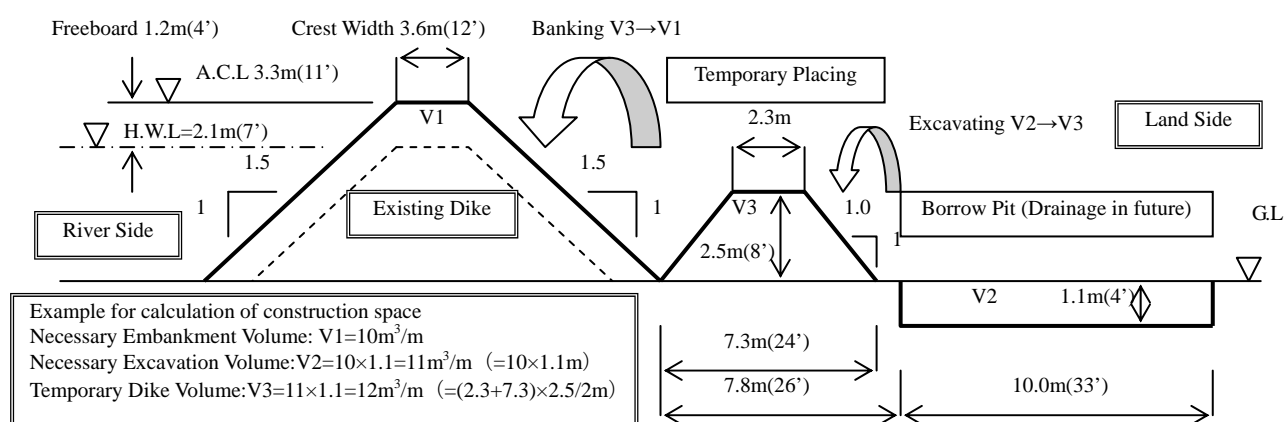 Freeboard 1.2m(4’)
Crest Width 3.6m(12’)
Banking V3→V1
A.C.L 3.3m(11’)
Temporary Placing
H.W.L=2.1m(7’)
V1
2.3m
Excavating V2→V3
Land Side
1.5
1.5
1
Existing Dike
1
V3
1.0
1
Borrow Pit (Drainage in future)
G.L
River Side
2.5m(8’)
V2
1.1m(4’)
Example for calculation of construction space
Necessary Embankment Volume: V1=10m³/m
Necessary Excavation Volume:V2=10×1.1=11m³/m（=10×1.1m）
Temporary Dike Volume:V3=11×1.1=12m³/m（=(2.3+7.3)×2.5/2m）
7.3m(24’)
7.8m(26’)
10.0m(33’)